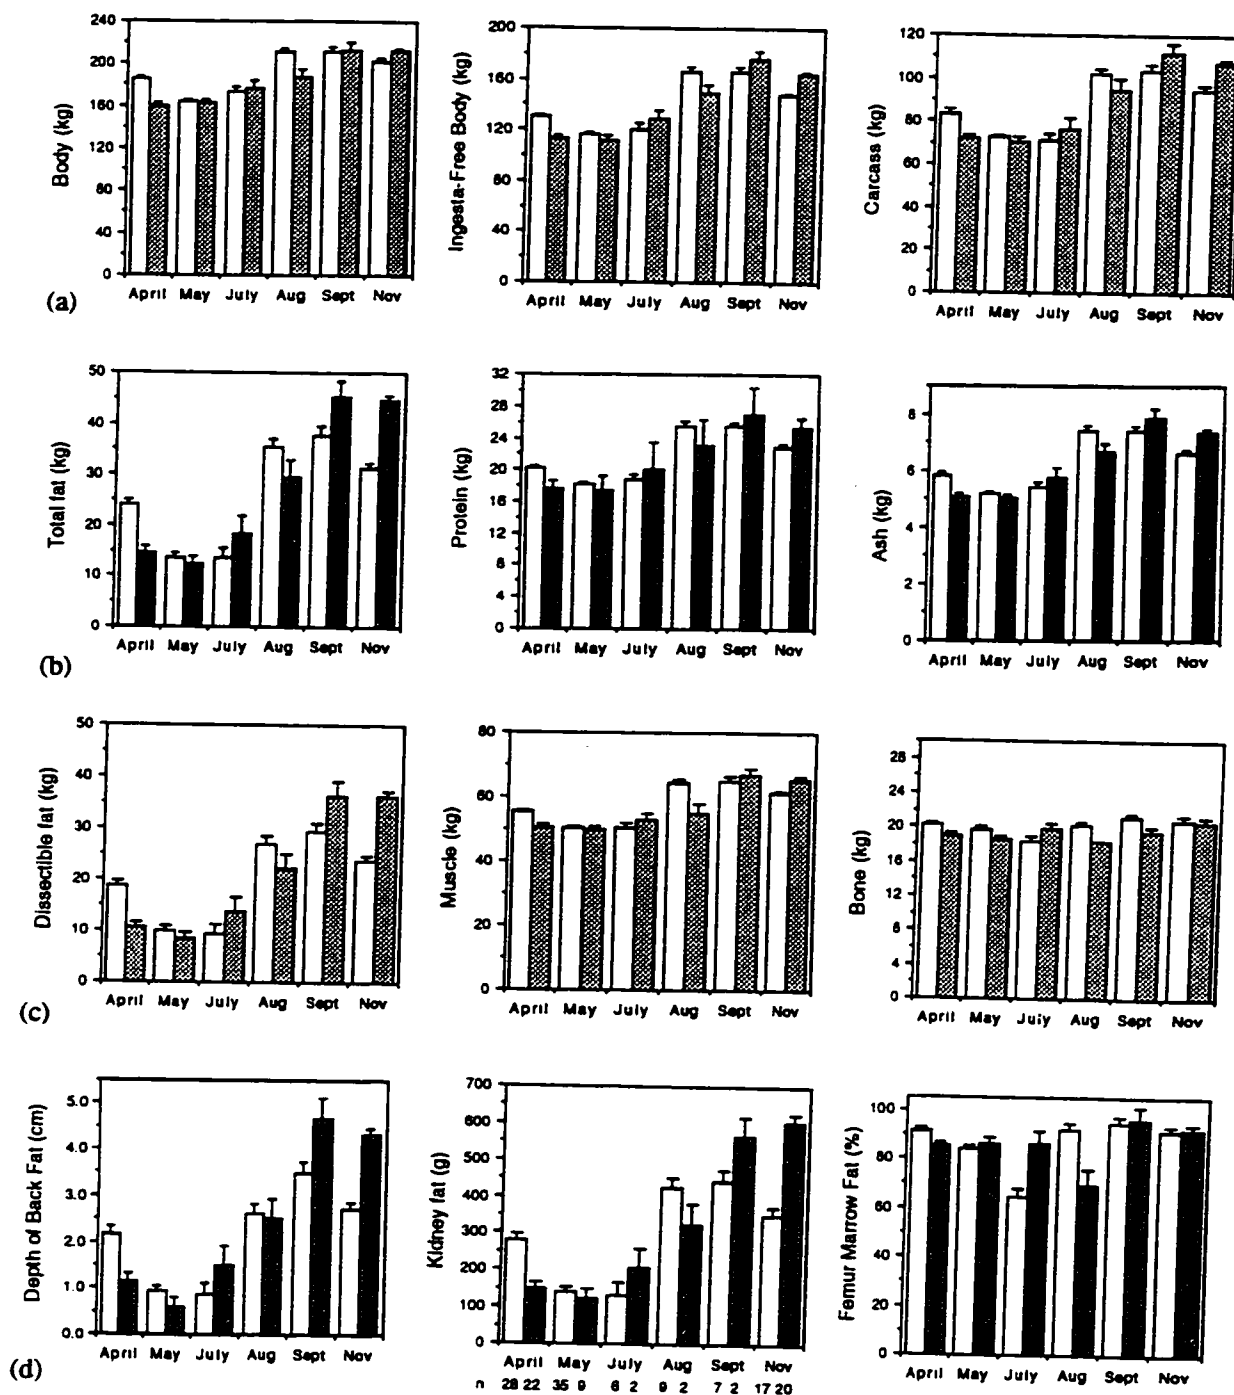 240
200
160
120
80
40
0
Body (kg)
April May July Aug Sept Nov
(a)
200
160
120
80
40
0
Ingesta-Free Body (kg)
April May July Aug Sept Nov
120
100
80
60
40
20
0
Carcass (kg)
April May July Aug Sept Nov
50
40
30
20
10
0
Total fat (kg)
April May July Aug Sept Nov
(b)
32
28
24
20
16
12
8
4
0
Protein (kg)
April May July Aug Sept Nov
8
6
4
2
0
Ash (kg)
April May July Aug Sept Nov
50
40
30
20
10
0
Dissectible fat (kg)
April May July Aug Sept Nov
(c)
80
60
40
20
0
Muscle (kg)
April May July Aug Sept Nov
28
24
20
16
12
8
4
0
Bone (kg)
April May July Aug Sept Nov
5.0
4.0
3.0
2.0
1.0
0.0
Depth of Back Fat (cm)
April May July Aug Sept Nov
(d)
700
600
500
400
300
200
100
0
Kidney fat (g)
April May July Aug Sept Nov
n 28 22 35 9 6 2 9 2 7 2 17 20
100
80
60
40
20
0
Femur Marrow Fat (%)
April May July Aug Sept Nov